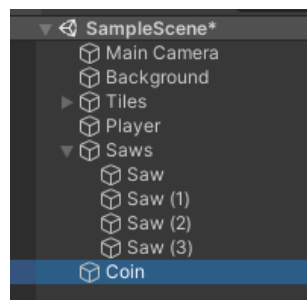 SampleScene*
Main Camera
Background
Tiles
Player
Saws
Saw
Saw (1)
Saw (2)
Saw (3)
Coin